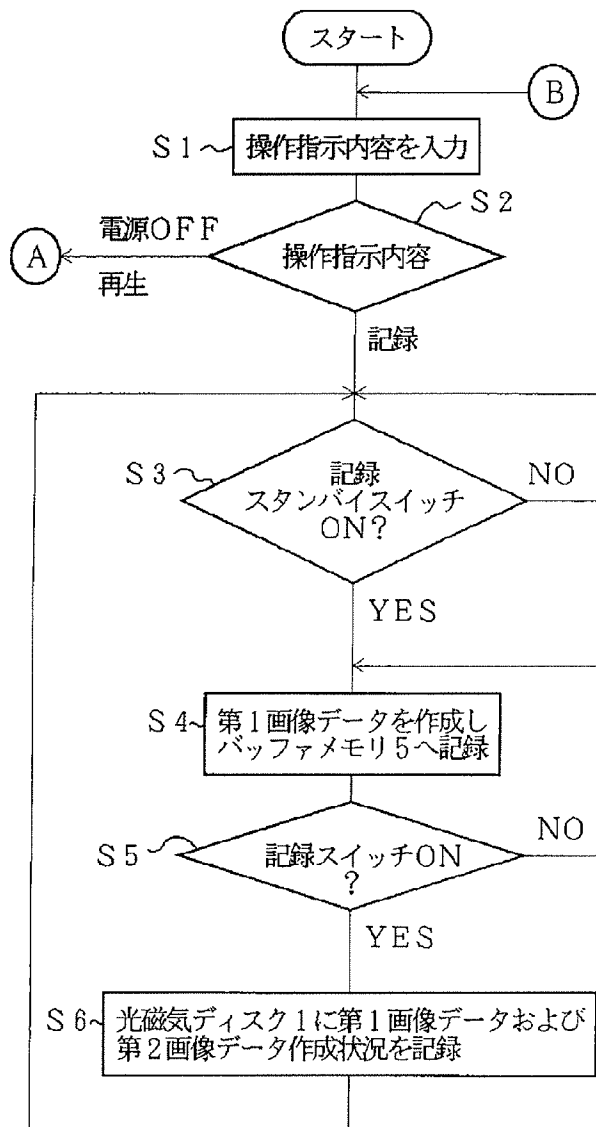 スタート
B
S1
操作指示内容を入力
S2
電源OFF
A
操作指示内容
再生
記録
S3
記録
スタンバイスイッチ
ON?
NO
YES
S4
第1画像データを作成し
バッファメモリ5へ記録
NO
S5
記録スイッチON
?
YES
S6
光磁気ディスク1に第1画像データおよび
第2画像データ作成状況を記録